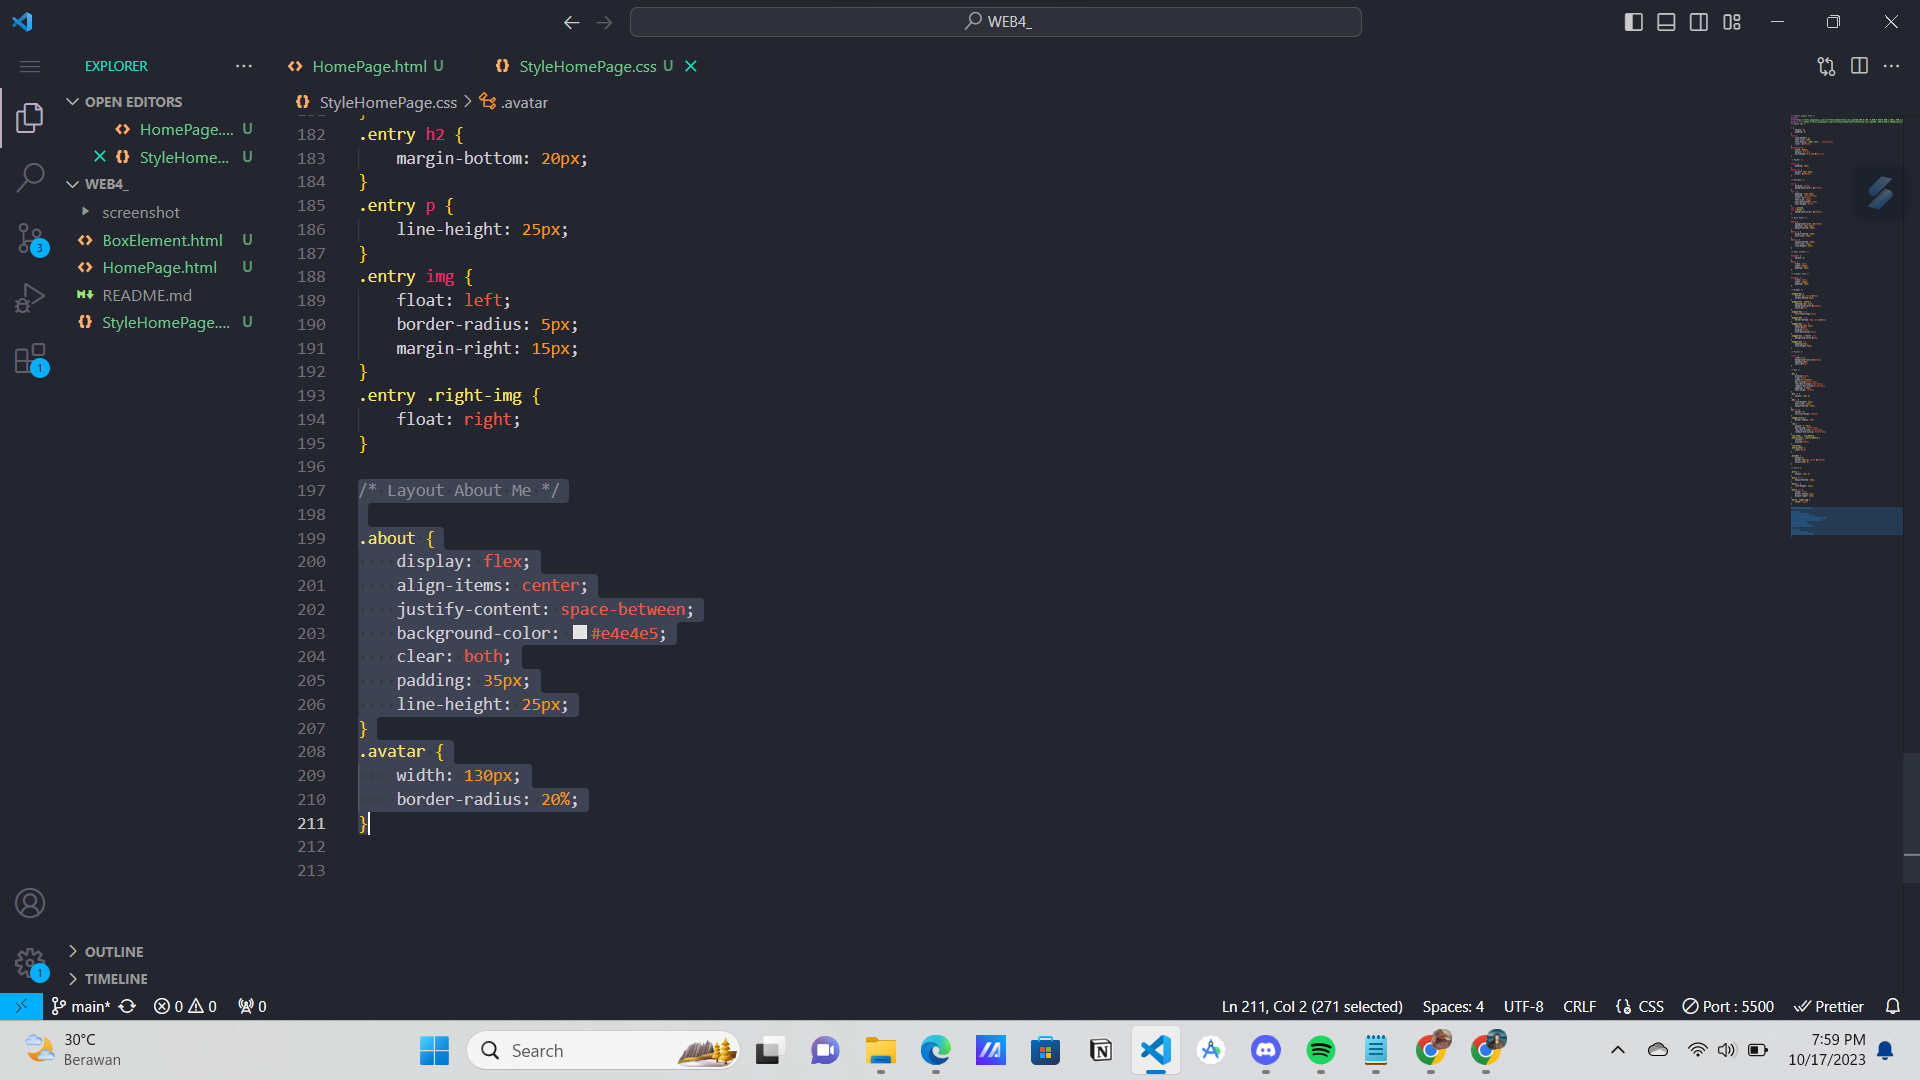 WEB4_
EXPLORER
HomePage.html U
StyleHomePage.css U
OPEN EDITORS
HomePage.... U
StyleHome... U
WEB4_
screenshot
BoxElement.html U
HomePage.html U
README.md
StyleHomePage.... U
OUTLINE
TIMELINE
3
1
1
StyleHomePage.css > .avatar
182 .entry h2 {
183 margin-bottom: 20px;
184 }
185 .entry p {
186 line-height: 25px;
187 }
188 .entry img {
189 float: left;
190 border-radius: 5px;
191 margin-right: 15px;
192 }
193 .entry .right-img {
194 float: right;
195 }
196
197 /* Layout About Me */
198
199 .about {
200 display: flex;
201 align-items: center;
202 justify-content: space-between;
203 background-color: #e4e4e5;
204 clear: both;
205 padding: 35px;
206 line-height: 25px;
207 }
208 .avatar {
209 width: 130px;
210 border-radius: 20%;
211 }
212
213
main* 0 0 0
Ln 211, Col 2 (271 selected) Spaces: 4 UTF-8 CRLF CSS Port : 5500 Prettier
30°C
Berawan
Search
7:59 PM
10/17/2023